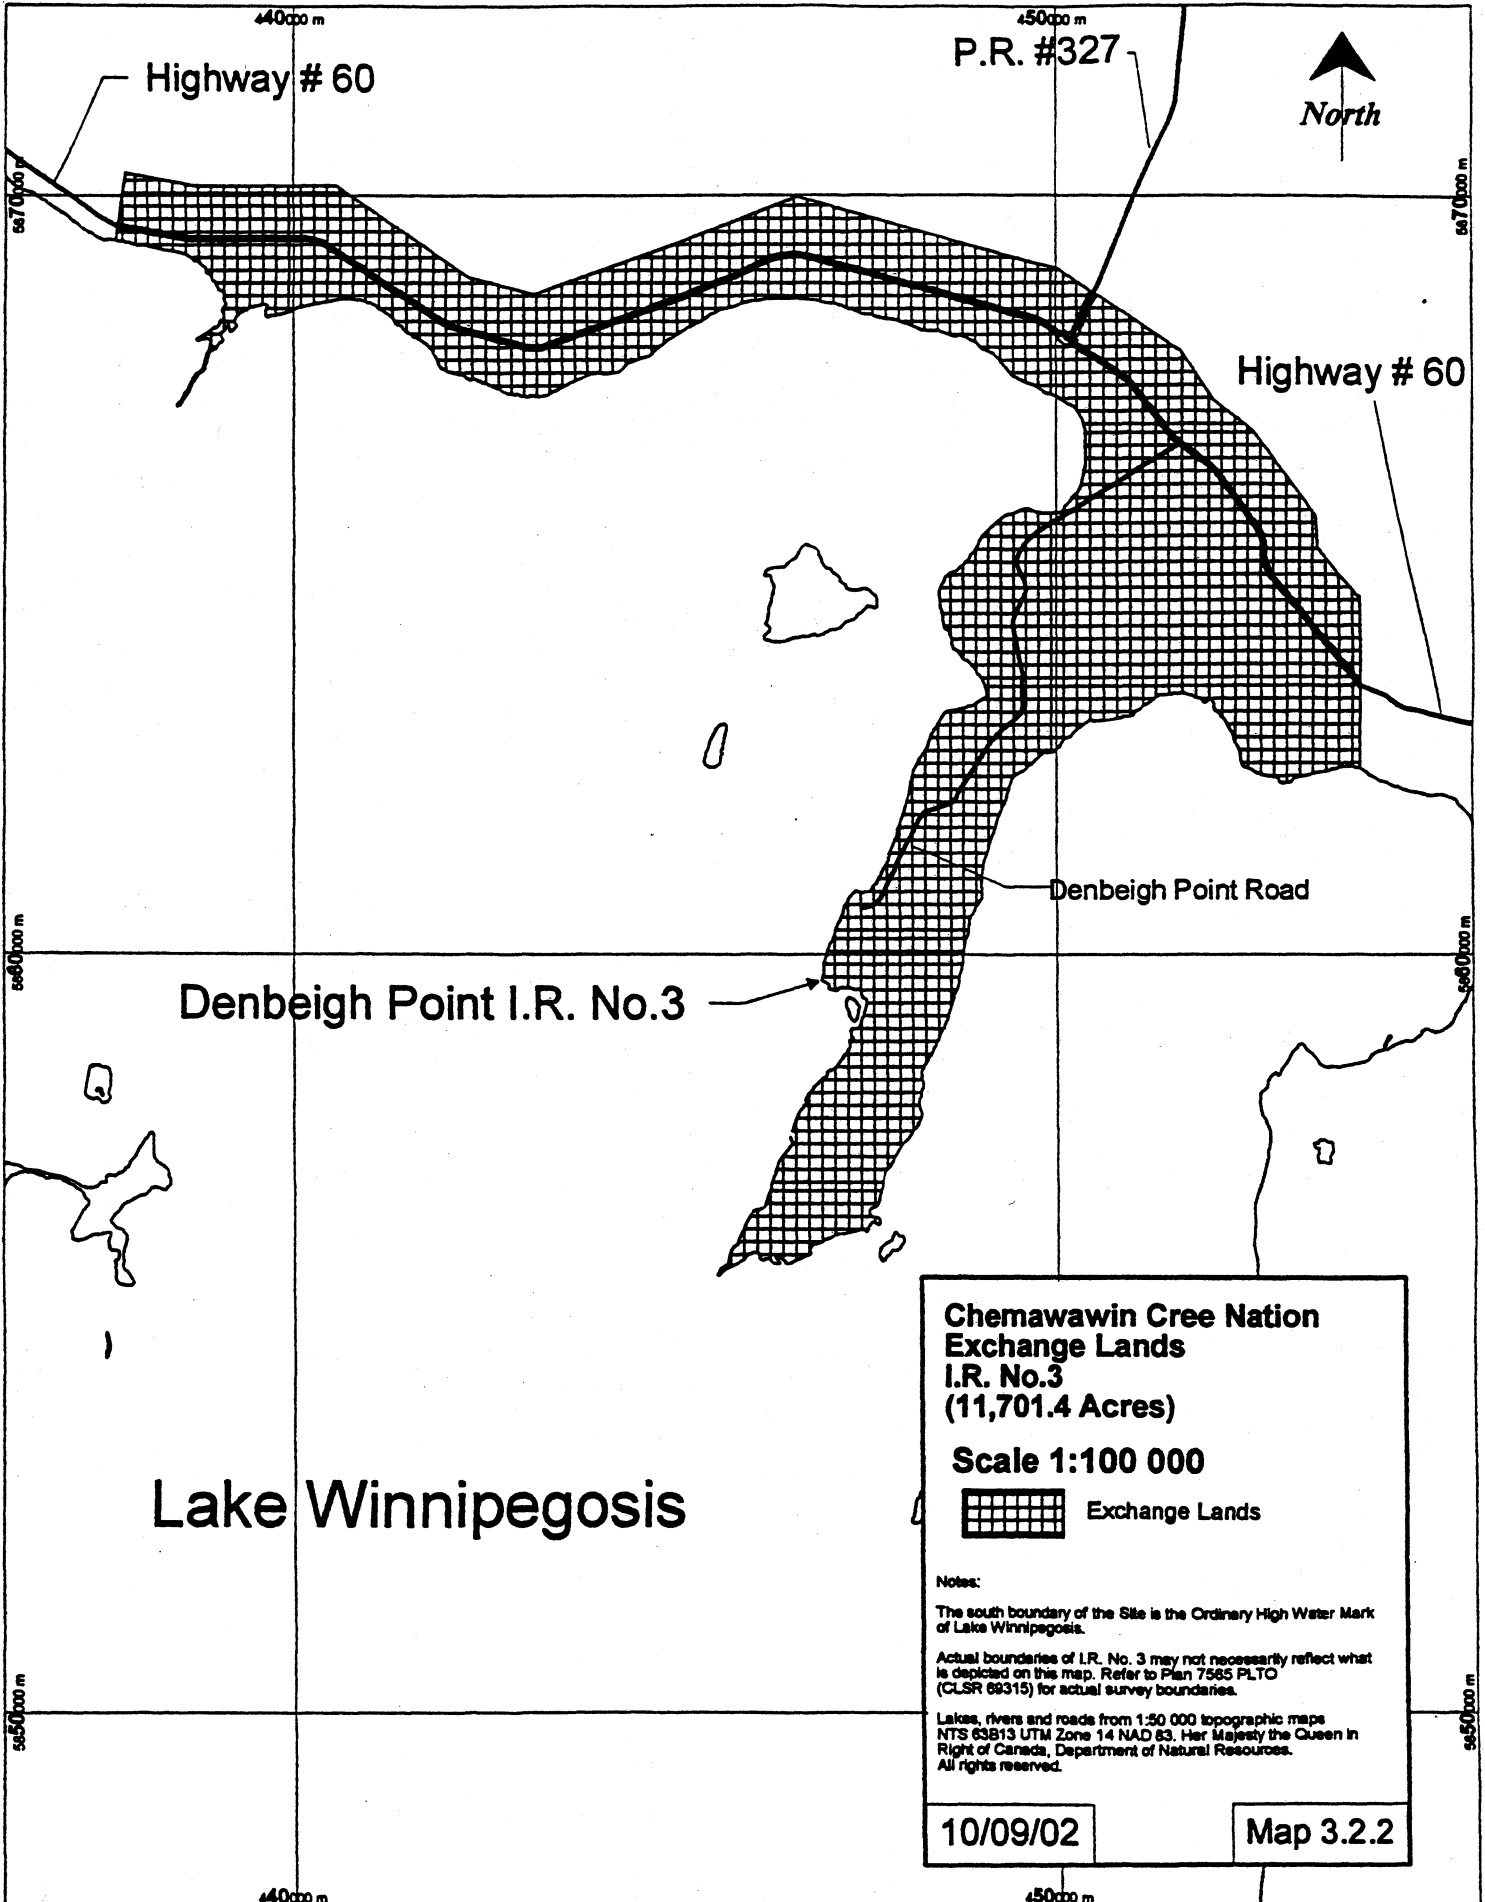 440000 m
450000 m
P.R. #327
Highway # 60
North
5870000 m
5870000 m
Highway # 60
Denbeigh Point Road
5860000 m
5860000 m
Denbeigh Point I.R. No.3
Chemawawin Cree Nation
Exchange Lands
I.R. No.3
(11,701.4 Acres)
Scale 1:100 000
Exchange Lands
Lake Winnipegosis
Notes:
The south boundary of the Site is the Ordinary High Water Mark
of Lake Winnipegosis.
Actual boundaries of I.R. No. 3 may not necessarily reflect what
is depicted on this map. Refer to Plan 7565 PLTO
(CLSR 69315) for actual survey boundaries.
Lakes, rivers and roads from 1:50 000 topographic maps
NTS 63B13 UTM Zone 14 NAD 83. Her Majesty the Queen in
Right of Canada, Department of Natural Resources.
All rights reserved.
5850000 m
5850000 m
10/09/02
Map 3.2.2
440000 m
450000 m